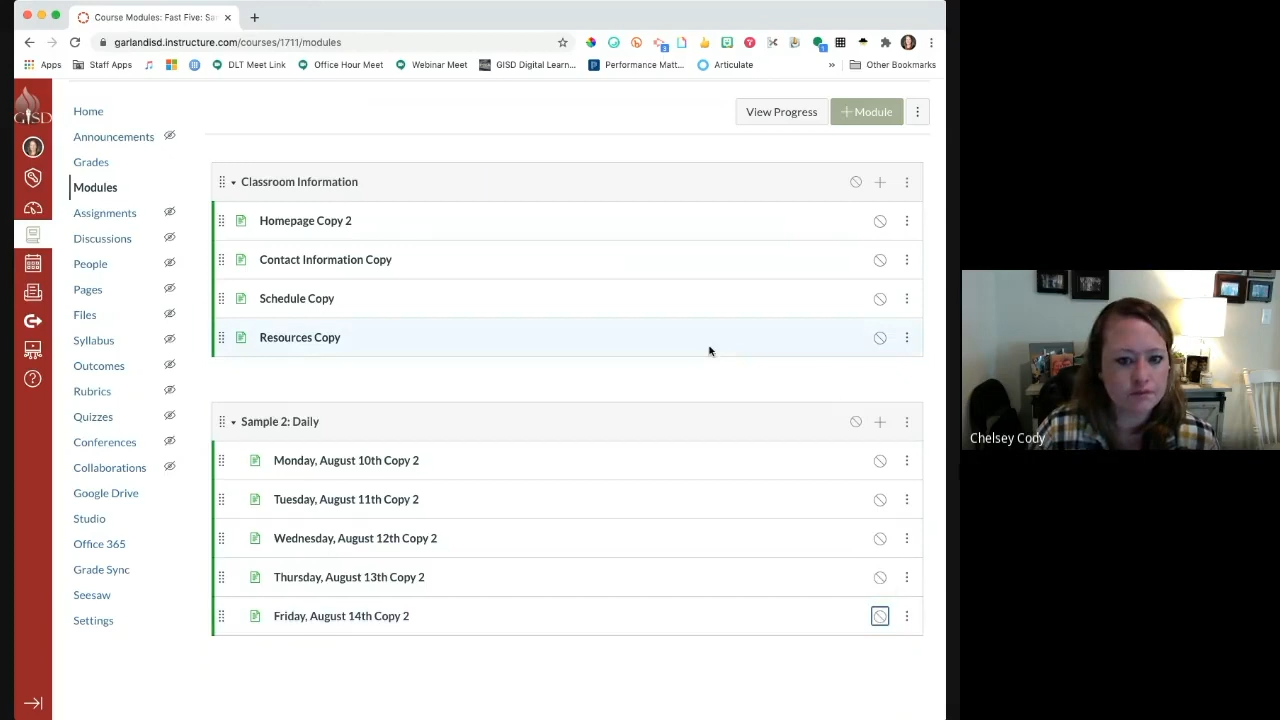 Course Modules: Fast Five: Sa
garlandisd.instructure.com/courses/1711/modules
Apps
Staff Apps
DLT Meet Link
Office Hour Meet
Webinar Meet
GISD Digital Learn...
Performance Matt...
Articulate
»
Other Bookmarks
GISD
Home
Announcements
Grades
Modules
Assignments
Discussions
People
Pages
Files
Syllabus
Outcomes
Rubrics
Quizzes
Conferences
Collaborations
Google Drive
Studio
Office 365
Grade Sync
Seesaw
Settings
View Progress
+ Module
Classroom Information
Homepage Copy 2
Contact Information Copy
Schedule Copy
Resources Copy
Sample 2: Daily
Monday, August 10th Copy 2
Tuesday, August 11th Copy 2
Wednesday, August 12th Copy 2
Thursday, August 13th Copy 2
Friday, August 14th Copy 2
Chelsey Cody